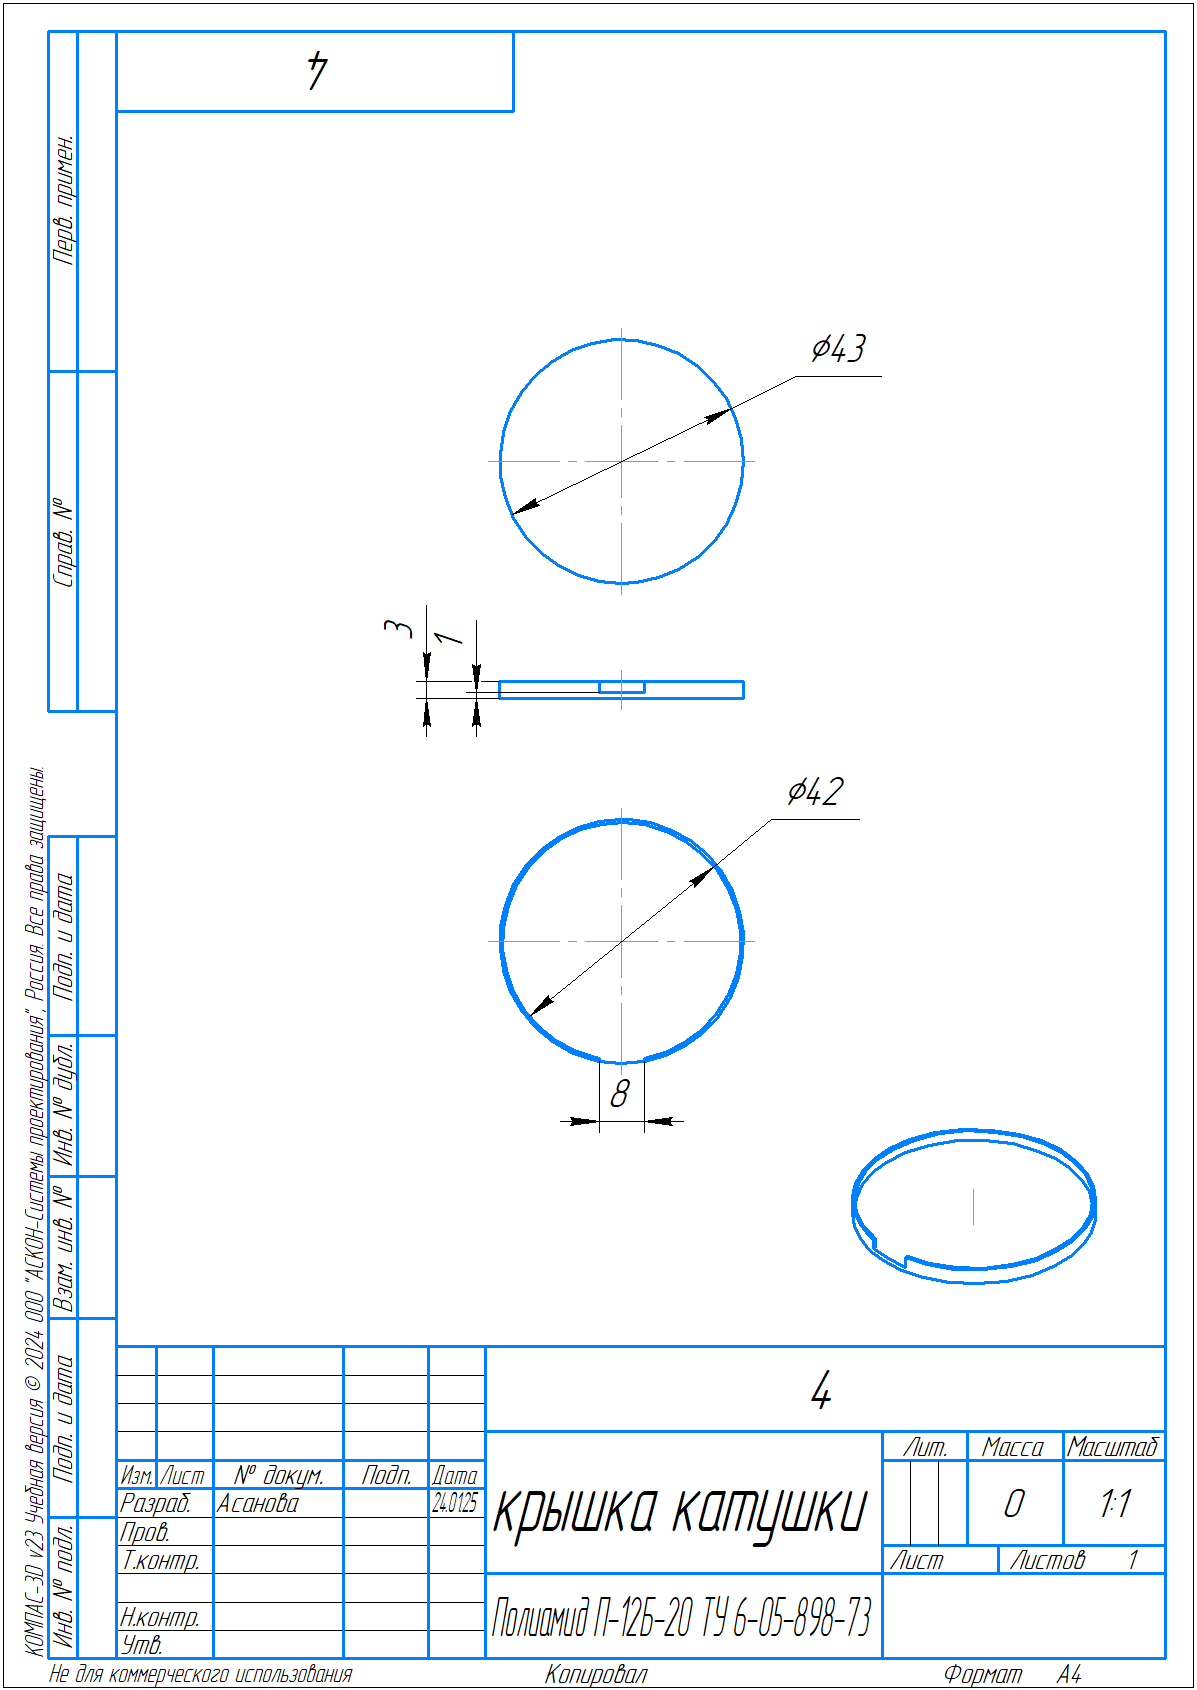 4
Перв. примен.
Справ. №
Подп. и дата
Инв. № дубл.
Взам. инв. №
Подп. и дата
Инв. № подл.
КОМПАС-3D v23 Учебная версия © 2024 ООО "АСКОН-Системы проектирования", Россия. Все права защищены.
⌀43
3
1
⌀42
8
4
Изм. Лист № докум. Подп. Дата
Разраб. Асанова 24.01.25
Пров.
Т.контр.
Н.контр.
Утв.
крышка катушки
Полиамид П-12Б-20 ТУ 6-05-898-73
Лит. Масса Масштаб
0 1:1
Лист Листов 1
Не для коммерческого использования
Копировал
Формат А4